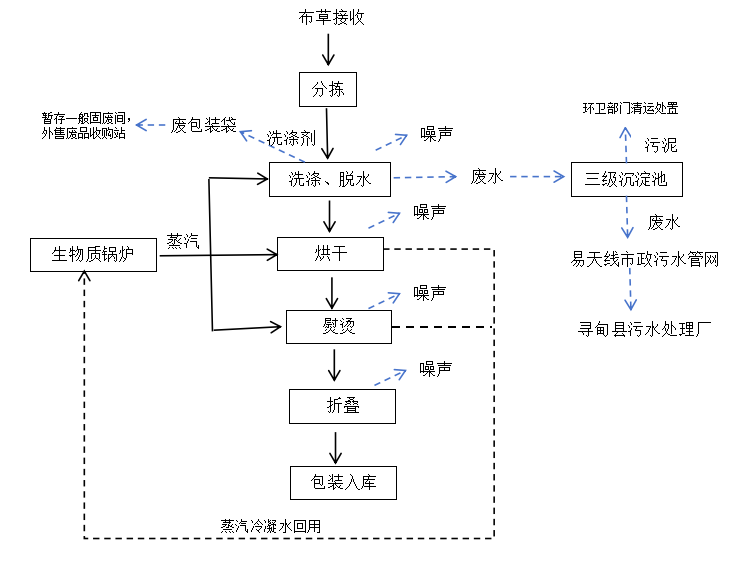 布草接收
分拣
环卫部门清运处置
暂存一般固废间，
外售废品收购站
废包装袋
洗涤剂
噪声
污泥
洗涤、脱水
废水
三级沉淀池
噪声
废水
蒸汽
生物质锅炉
烘干
易天线市政污水管网
噪声
熨烫
寻甸县污水处理厂
噪声
折叠
包装入库
蒸汽冷凝水回用